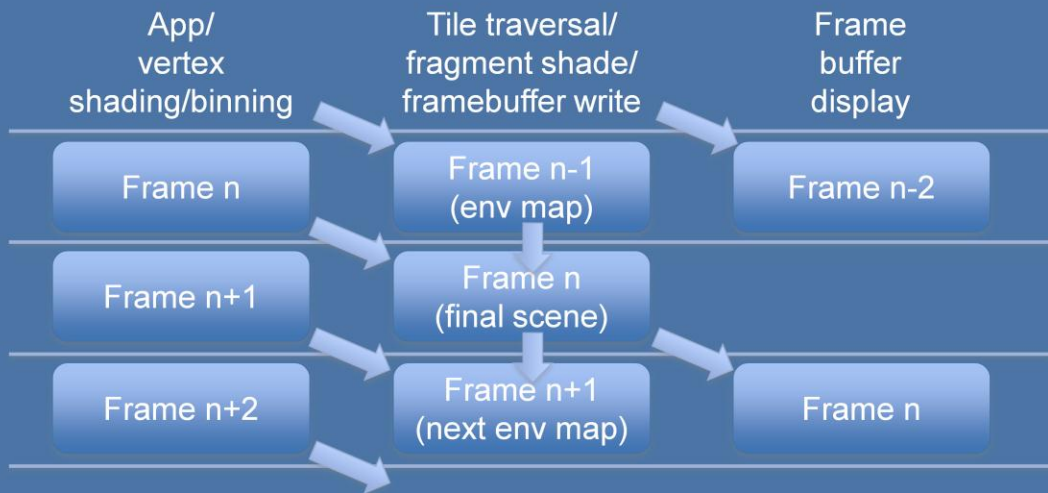 App/
vertex
shading/binning
Tile traversal/
fragment shade/
framebuffer write
Frame
buffer
display
Frame n
Frame n-1
(env map)
Frame n-2
Frame n+1
Frame n
(final scene)
Frame n+2
Frame n+1
(next env map)
Frame n